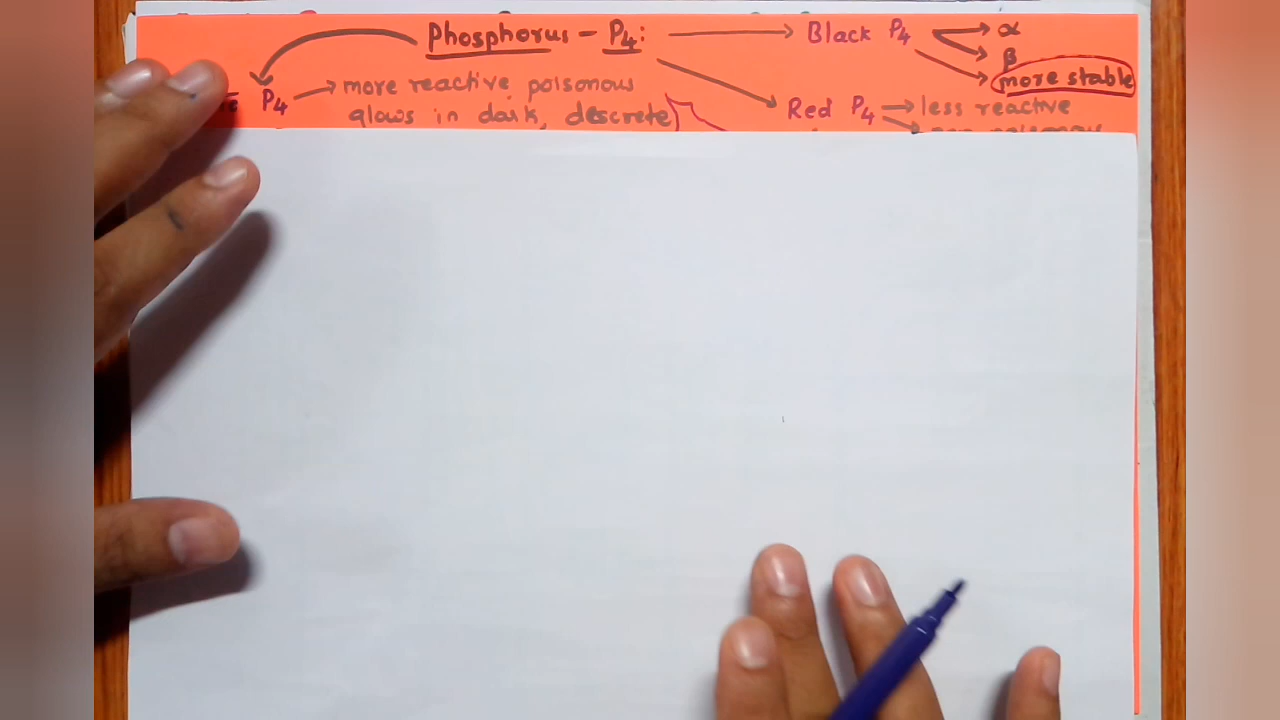 Phosphorus - P4: → Black P4 → α
→ β
→ more stable
P4 → more reactive poisonous
Red P4 → less reactive
glows in dark, descrete